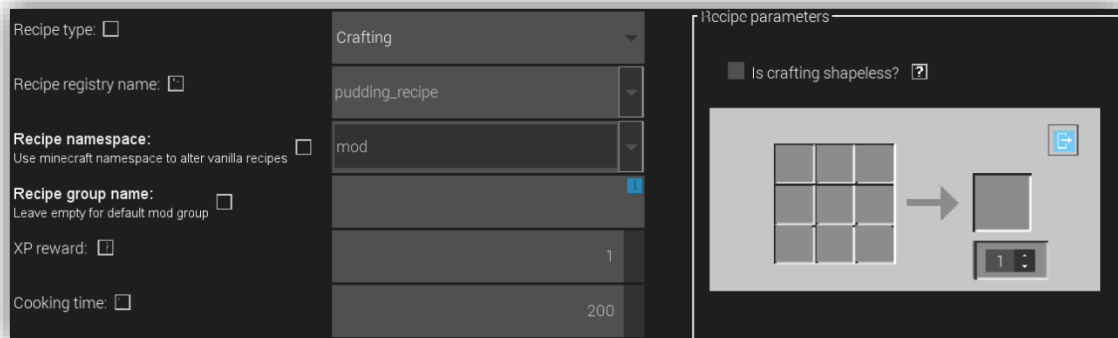 Recipe type:
Crafting
Recipe registry name:
pudding_recipe
Recipe namespace:
Use minecraft namespace to alter vanilla recipes
mod
Recipe group name:
Leave empty for default mod group
i
XP reward:
1
Cooking time:
200
Recipe parameters
Is crafting shapeless? ?
1